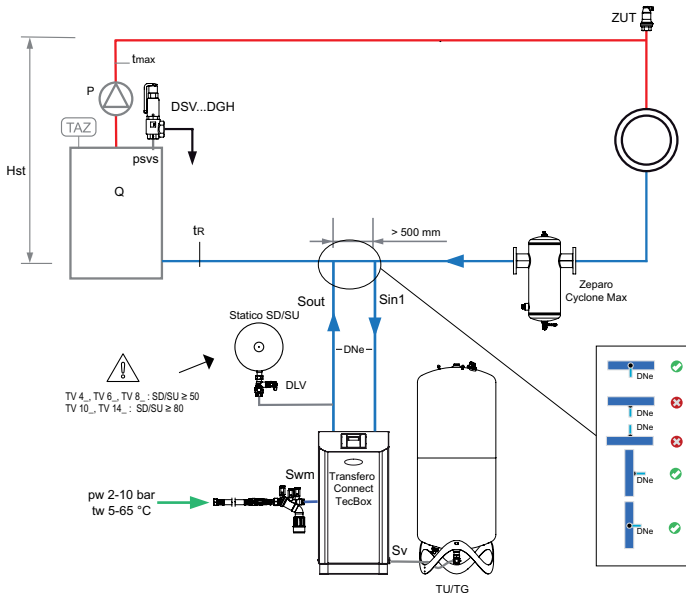 ZUT
tmax
P
DSV...DGH
TAZ
psvs
Hst
Q
tR
> 500 mm
Sout
Sin1
Zeparo
Cyclone Max
Statico SD/SU
DNe
DLV
TV 4_, TV 6_, TV 8_ : SD/SU ≥ 50
TV 10_, TV 14_ : SD/SU ≥ 80
DNe
DNe
DNe
DNe
DNe
Swm
Transfero
Connect
TecBox
pw 2-10 bar
tw 5-65 °C
Sv
TU/TG